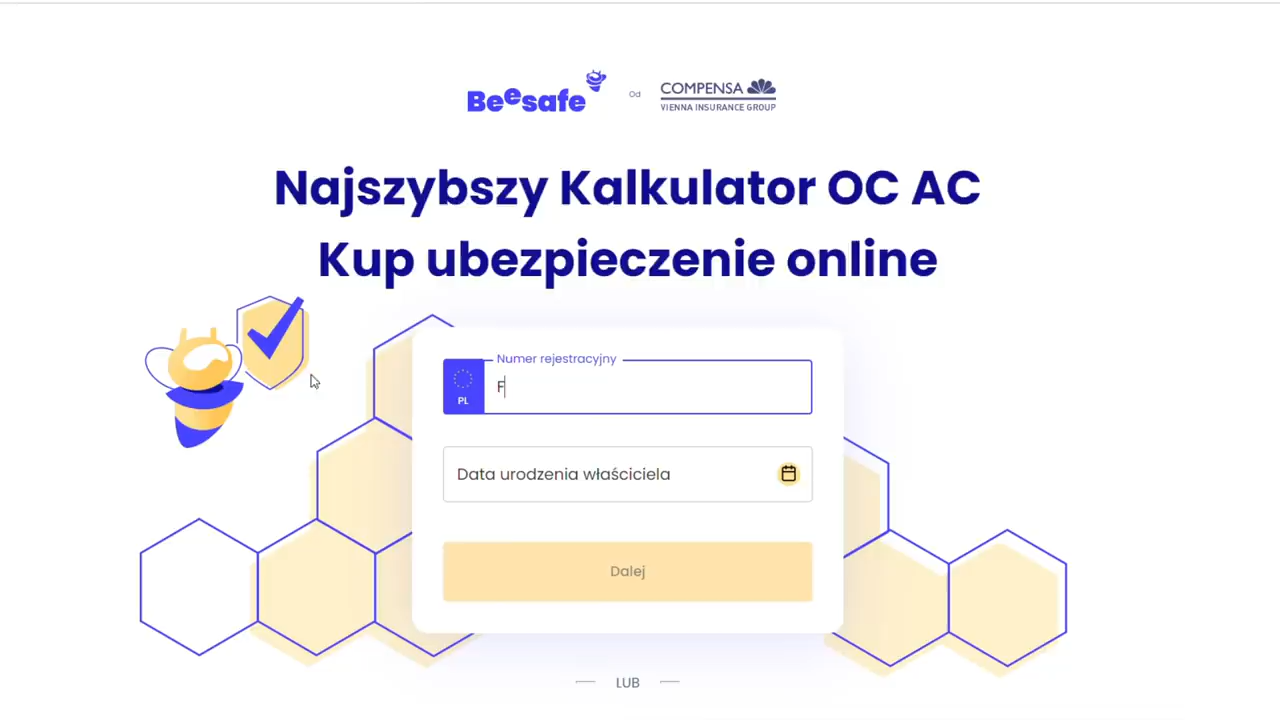 Beesafe
Od
COMPENSA
VIENNA INSURANCE GROUP
Najszybszy Kalkulator OC AC
Kup ubezpieczenie online
Numer rejestracyjny
PL
F
Data urodzenia właściciela
Dalej
LUB